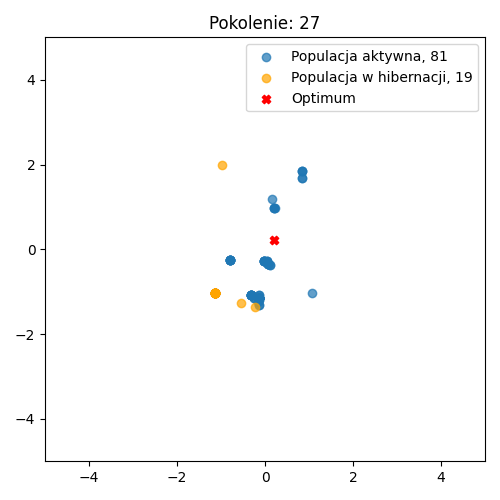 Pokolenie: 27
Populacja aktywna, 81
Populacja w hibernacji, 19
Optimum
4
2
0
−2
−4
−4
−2
0
2
4